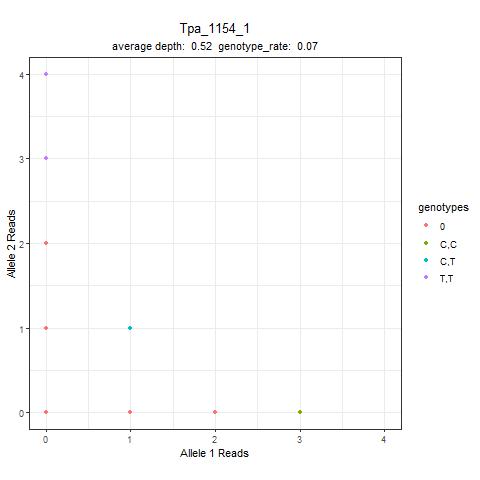 Tpa_1154_1
average depth: 0.52 genotype_rate: 0.07
4
3
2
1
0
Allele 2 Reads
0 1 2 3 4
Allele 1 Reads
genotypes
0
C,C
C,T
T,T